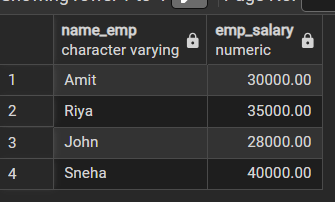 name_emp emp_salary
character varying numeric
1 Amit 30000.00
2 Riya 35000.00
3 John 28000.00
4 Sneha 40000.00